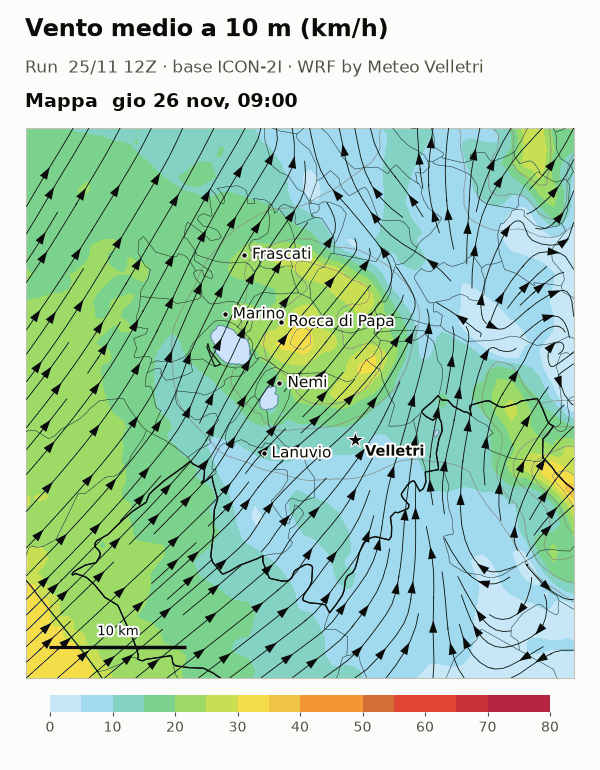 Vento medio a 10 m (km/h)
Run  25/11 12Z · base ICON-2I · WRF by Meteo Velletri
Mappa  gio 26 nov, 09:00
Frascati
Marino
Rocca di Papa
Nemi
Velletri
Lanuvio
10 km
0 10 20 30 40 50 60 70 80